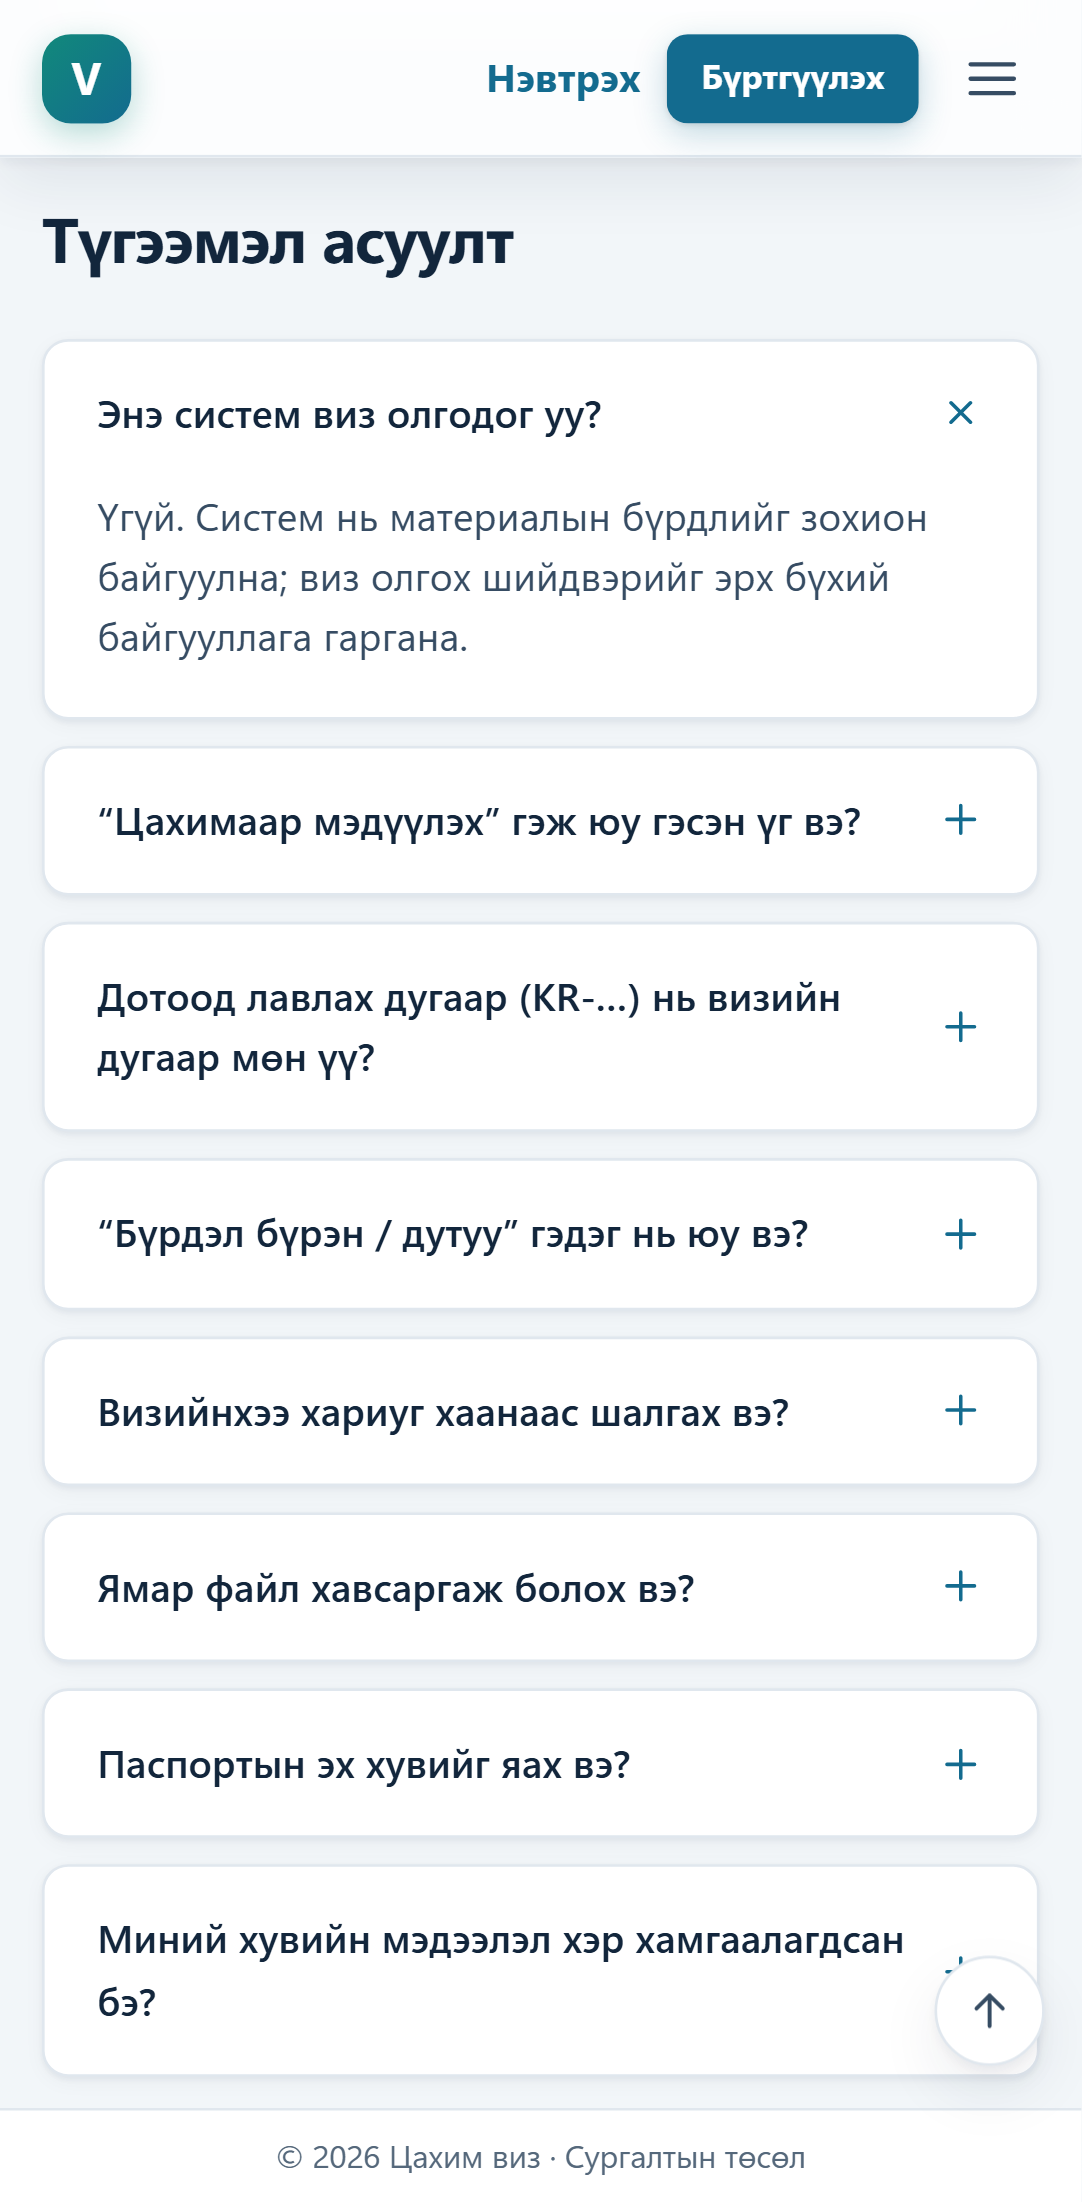 V
Нэвтрэх
Бүртгүүлэх
Түгээмэл асуулт
Энэ систем виз олгодог уу?
Үгүй. Систем нь материалын бүрдлийг зохион
байгуулна; виз олгох шийдвэрийг эрх бүхий
байгууллага гаргана.
“Цахимаар мэдүүлэх” гэж юу гэсэн үг вэ?
Дотоод лавлах дугаар (KR-...) нь визийн
дугаар мөн үү?
“Бүрдэл бүрэн / дутуу” гэдэг нь юу вэ?
Визийнхээ хариуг хаанаас шалгах вэ?
Ямар файл хавсаргаж болох вэ?
Паспортын эх хувийг яах вэ?
Миний хувийн мэдээлэл хэр хамгаалагдсан
бэ?
© 2026 Цахим виз · Сургалтын төсөл